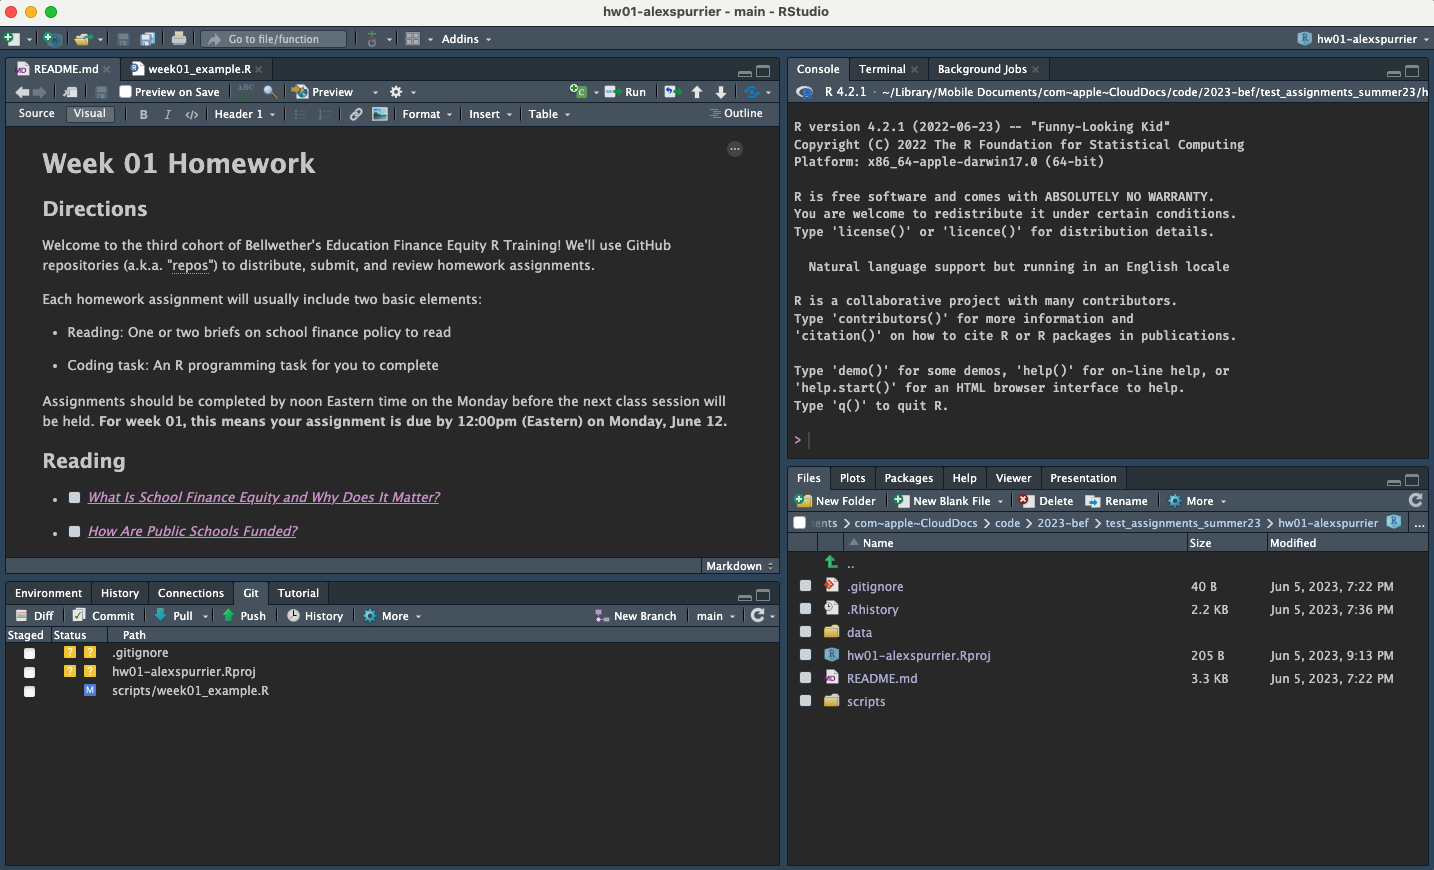 hw01-alexspurrier - main - RStudio
Go to file/function
Addins
hw01-alexspurrier
README.md
week01_example.R
Preview on Save
ABC
Preview
Run
Source
Visual
B
I
</>
Header 1
Format
Insert
Table
Outline
Week 01 Homework
Directions
Welcome to the third cohort of Bellwether's Education Finance Equity R Training! We'll use GitHub
repositories (a.k.a. "repos") to distribute, submit, and review homework assignments.
Each homework assignment will usually include two basic elements:
• Reading: One or two briefs on school finance policy to read
• Coding task: An R programming task for you to complete
Assignments should be completed by noon Eastern time on the Monday before the next class session will
be held. For week 01, this means your assignment is due by 12:00pm (Eastern) on Monday, June 12.
Reading
• What Is School Finance Equity and Why Does It Matter?
• How Are Public Schools Funded?
Markdown
Environment
History
Connections
Git
Tutorial
Diff
Commit
Pull
Push
History
More
New Branch
main
Staged Status Path
? ? .gitignore
? ? hw01-alexspurrier.Rproj
M scripts/week01_example.R
Console
Terminal
Background Jobs
R 4.2.1 · ~/Library/Mobile Documents/com~apple~CloudDocs/code/2023-bef/test_assignments_summer23/h
R version 4.2.1 (2022-06-23) -- "Funny-Looking Kid"
Copyright (C) 2022 The R Foundation for Statistical Computing
Platform: x86_64-apple-darwin17.0 (64-bit)
R is free software and comes with ABSOLUTELY NO WARRANTY.
You are welcome to redistribute it under certain conditions.
Type 'license()' or 'licence()' for distribution details.
Natural language support but running in an English locale
R is a collaborative project with many contributors.
Type 'contributors()' for more information and
'citation()' on how to cite R or R packages in publications.
Type 'demo()' for some demos, 'help()' for on-line help, or
'help.start()' for an HTML browser interface to help.
Type 'q()' to quit R.
>
Files
Plots
Packages
Help
Viewer
Presentation
New Folder
New Blank File
Delete
Rename
More
ents > com~apple~CloudDocs > code > 2023-bef > test_assignments_summer23 > hw01-alexspurrier ...
Name Size Modified
..
.gitignore 40 B Jun 5, 2023, 7:22 PM
.Rhistory 2.2 KB Jun 5, 2023, 7:36 PM
data
hw01-alexspurrier.Rproj 205 B Jun 5, 2023, 9:13 PM
README.md 3.3 KB Jun 5, 2023, 7:22 PM
scripts